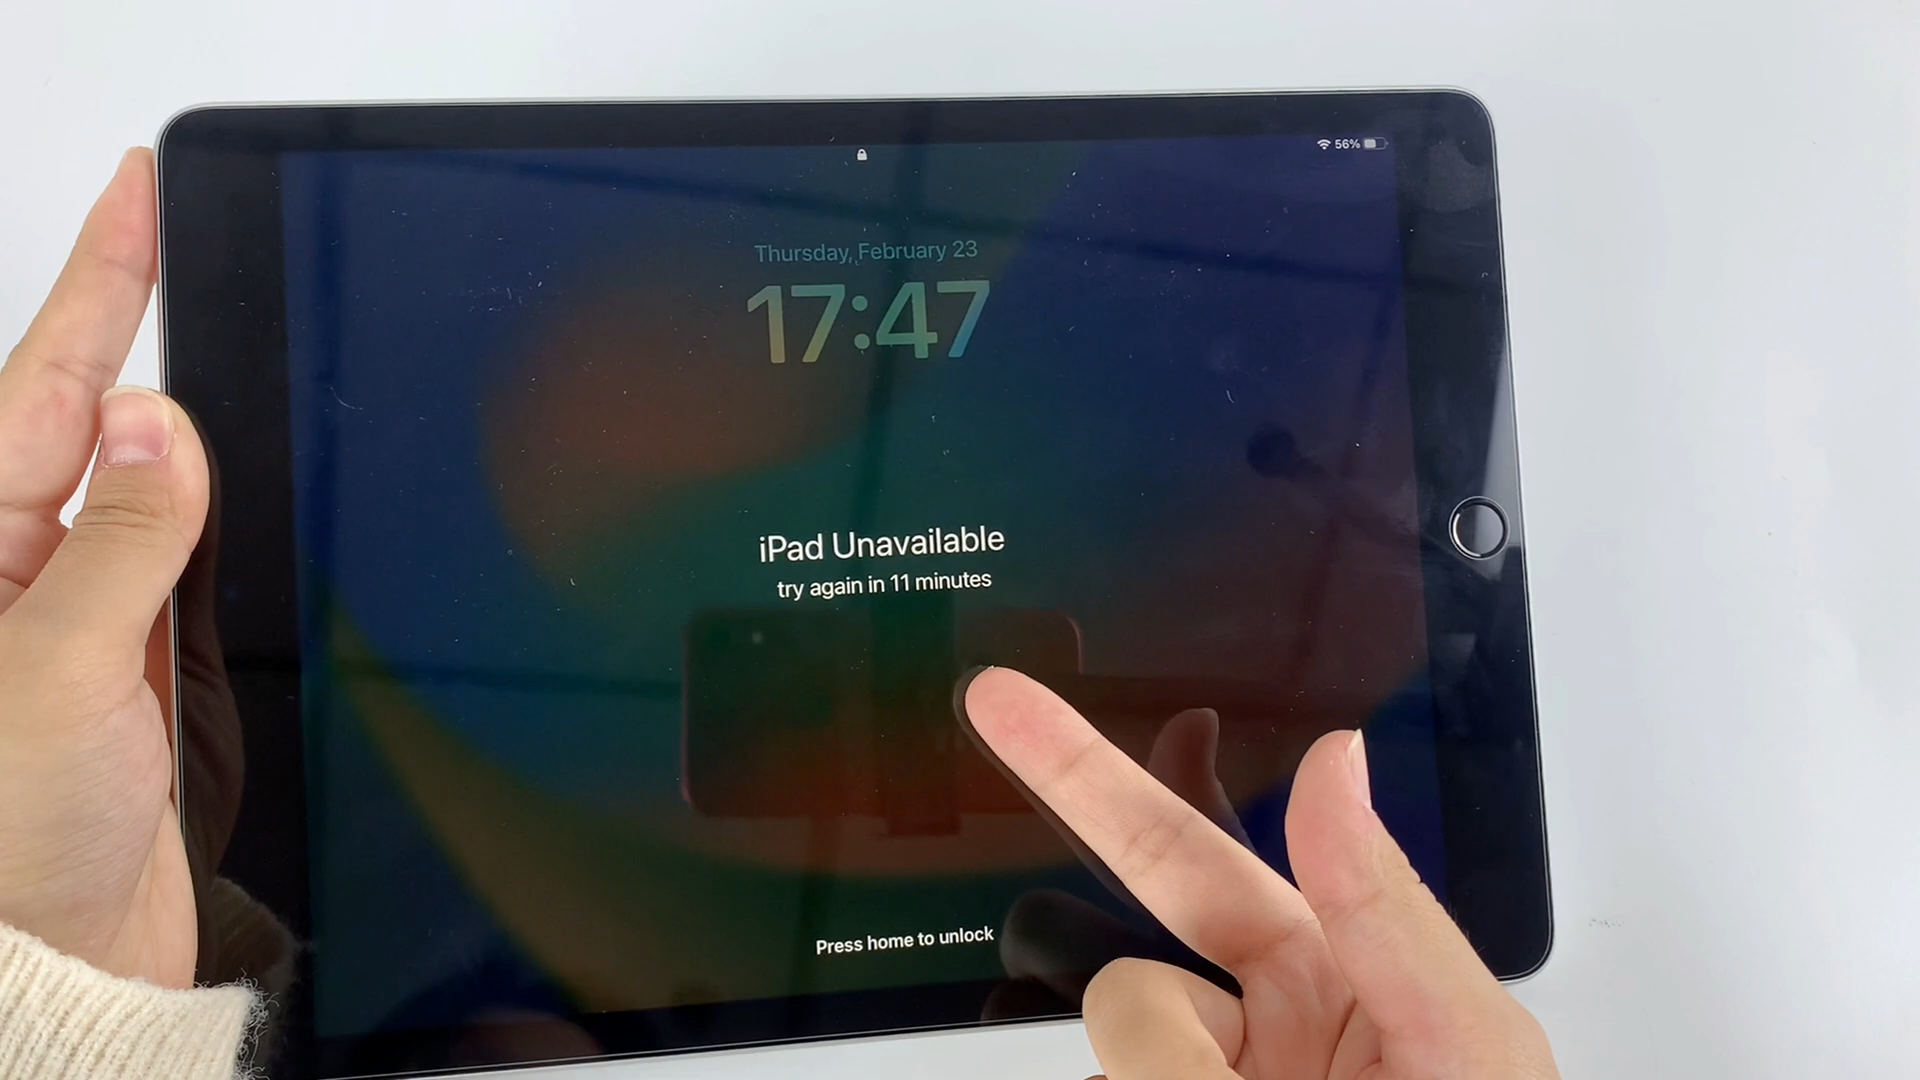 56%
Thursday, February 23
17:47
iPad Unavailable
try again in 11 minutes
Press home to unlock